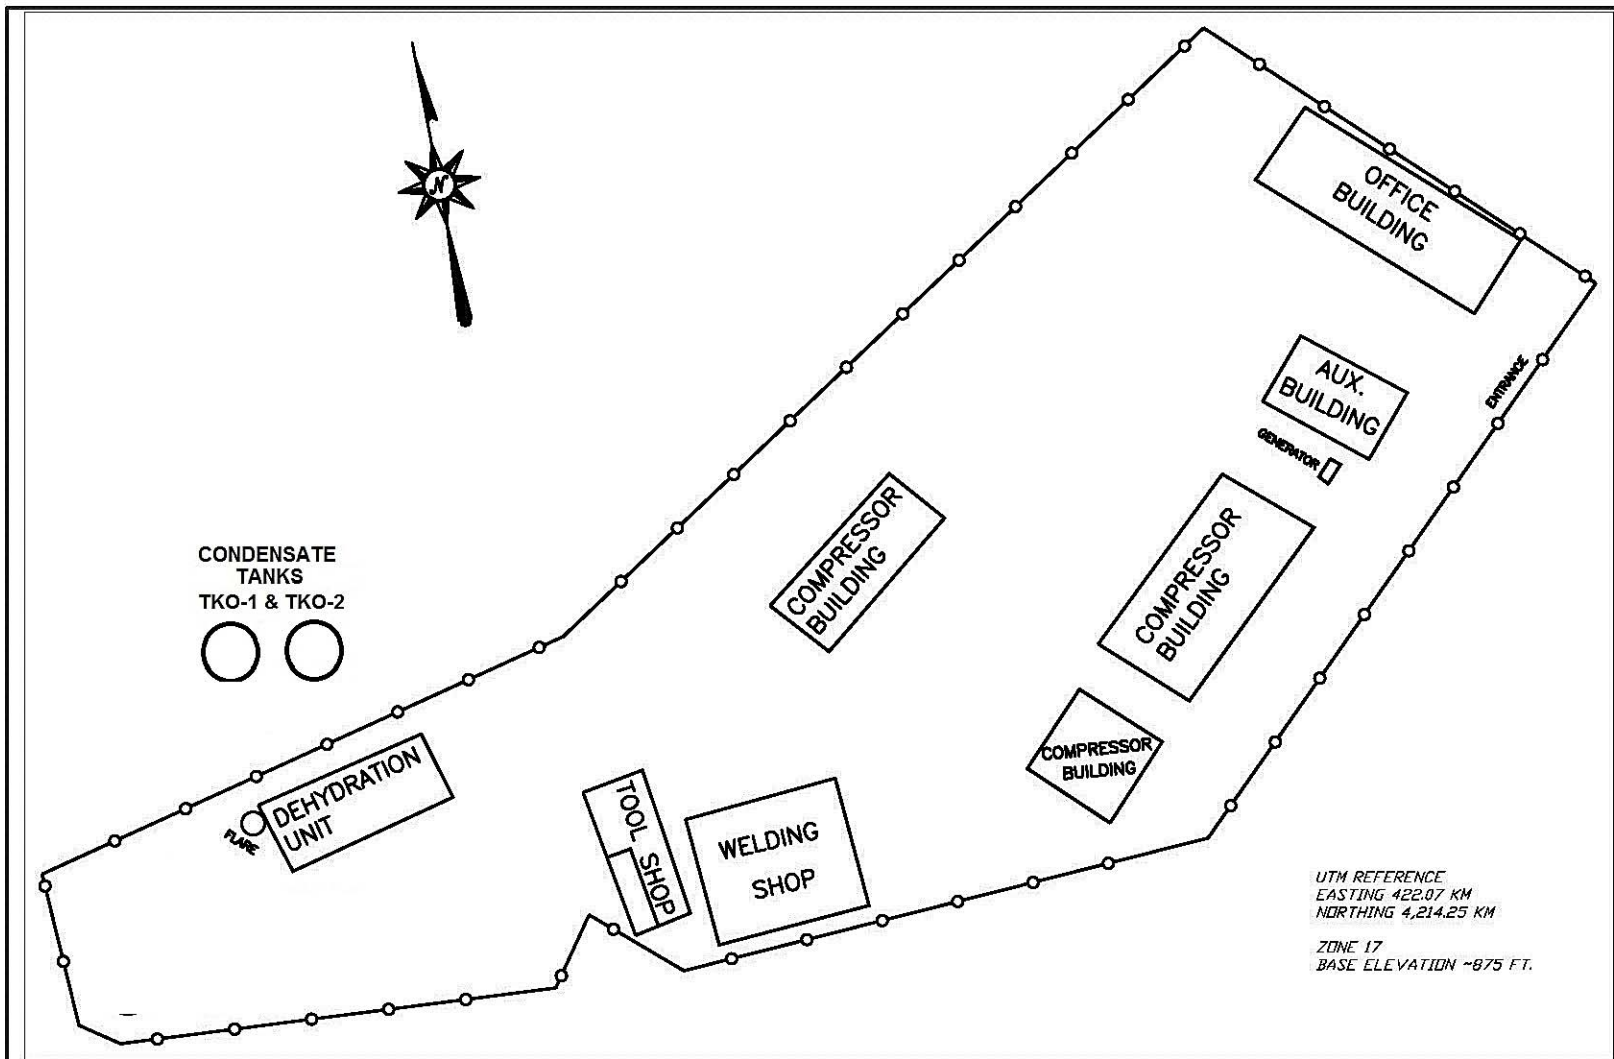 N
OFFICE
BUILDING
AUX.
BUILDING
ENTRANCE
GENERATOR
COMPRESSOR
BUILDING
COMPRESSOR
BUILDING
CONDENSATE
TANKS
TKO-1 & TKO-2
COMPRESSOR
BUILDING
DEHYDRATION
UNIT
FLARE
TOOL SHOP
WELDING
SHOP
UTM REFERENCE
EASTING 422.07 KM
NORTHING 4,214.25 KM
ZONE 17
BASE ELEVATION ~875 FT.